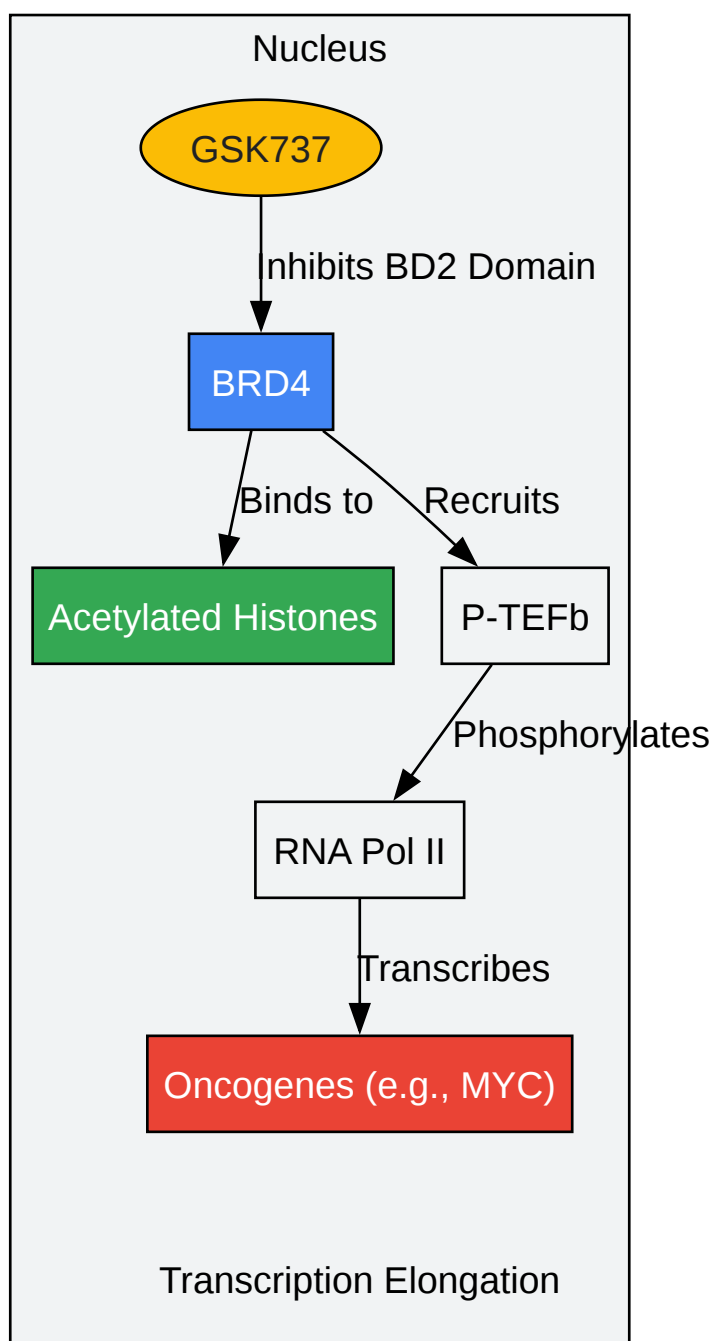 Nucleus
GSK737
Inhibits BD2 Domain
BRD4
Binds to
Recruits
Acetylated Histones
P-TEFb
Phosphorylates
RNA Pol II
Transcribes
Oncogenes (e.g., MYC)
Transcription Elongation